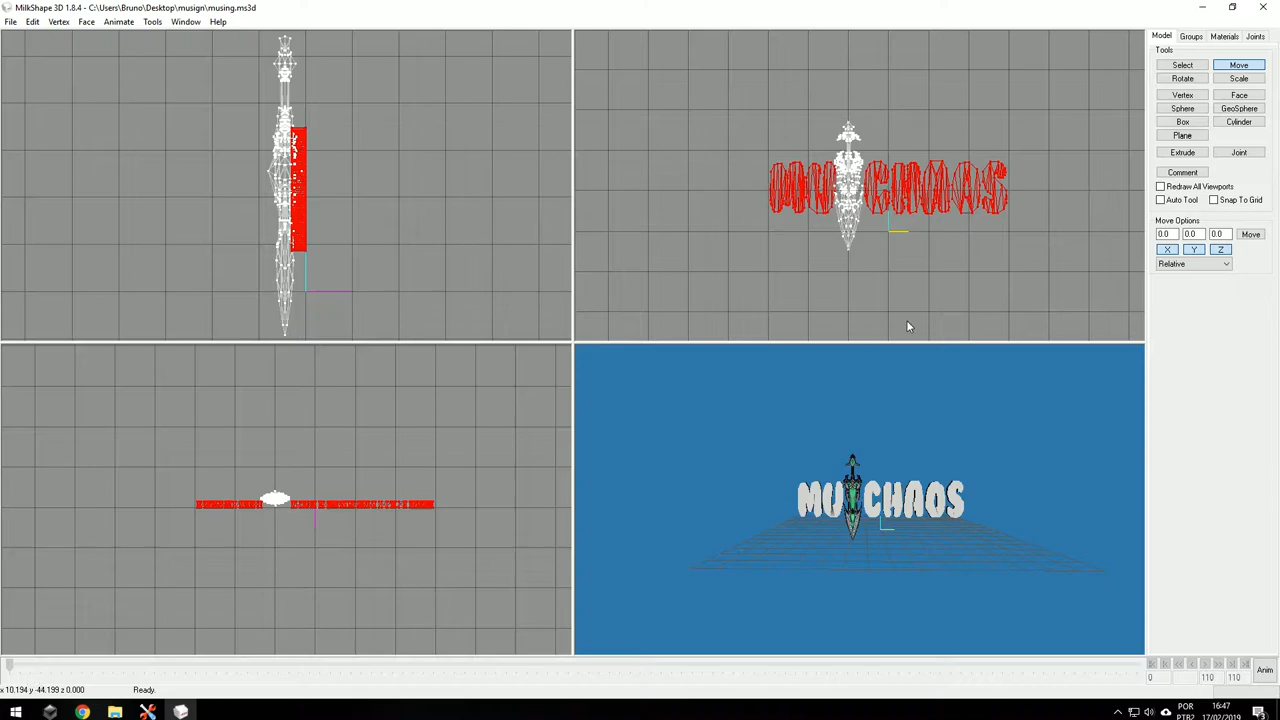 MilkShape 3D 1.8.4 - C:\Users\Bruno\Desktop\musign\musing.ms3d
File Edit Vertex Face Animate Tools Window Help
Model Groups Materials Joints
Tools
Select Move
Rotate Scale
Vertex Face
Sphere GeoSphere
Box Cylinder
Plane
Extrude Joint
Comment
Redraw All Viewports
Auto Tool Snap To Grid
Move Options
0.0 0.0 0.0 Move
X Y Z
Relative
MU CHAOS
MU CHAOS
0 110 110 Anim
x 10.194 y -44.199 z 0.000 Ready.
POR 16:47
PTB2 17/02/2019